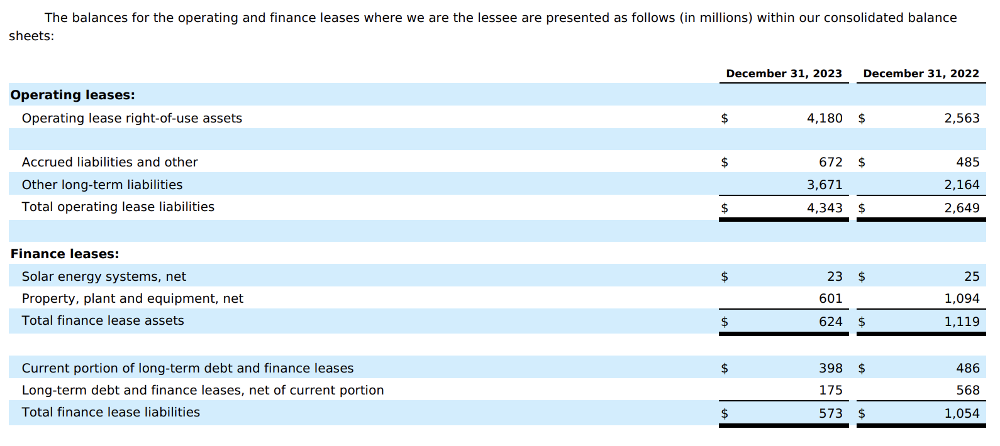 The balances for the operating and finance leases where we are the lessee are presented as follows (in millions) within our consolidated balance
sheets:
December 31, 2023 December 31, 2022
Operating leases:
Operating lease right-of-use assets $ 4,180 $ 2,563
Accrued liabilities and other $ 672 $ 485
Other long-term liabilities 3,671 2,164
Total operating lease liabilities $ 4,343 $ 2,649
Finance leases:
Solar energy systems, net $ 23 $ 25
Property, plant and equipment, net 601 1,094
Total finance lease assets $ 624 $ 1,119
Current portion of long-term debt and finance leases $ 398 $ 486
Long-term debt and finance leases, net of current portion 175 568
Total finance lease liabilities $ 573 $ 1,054